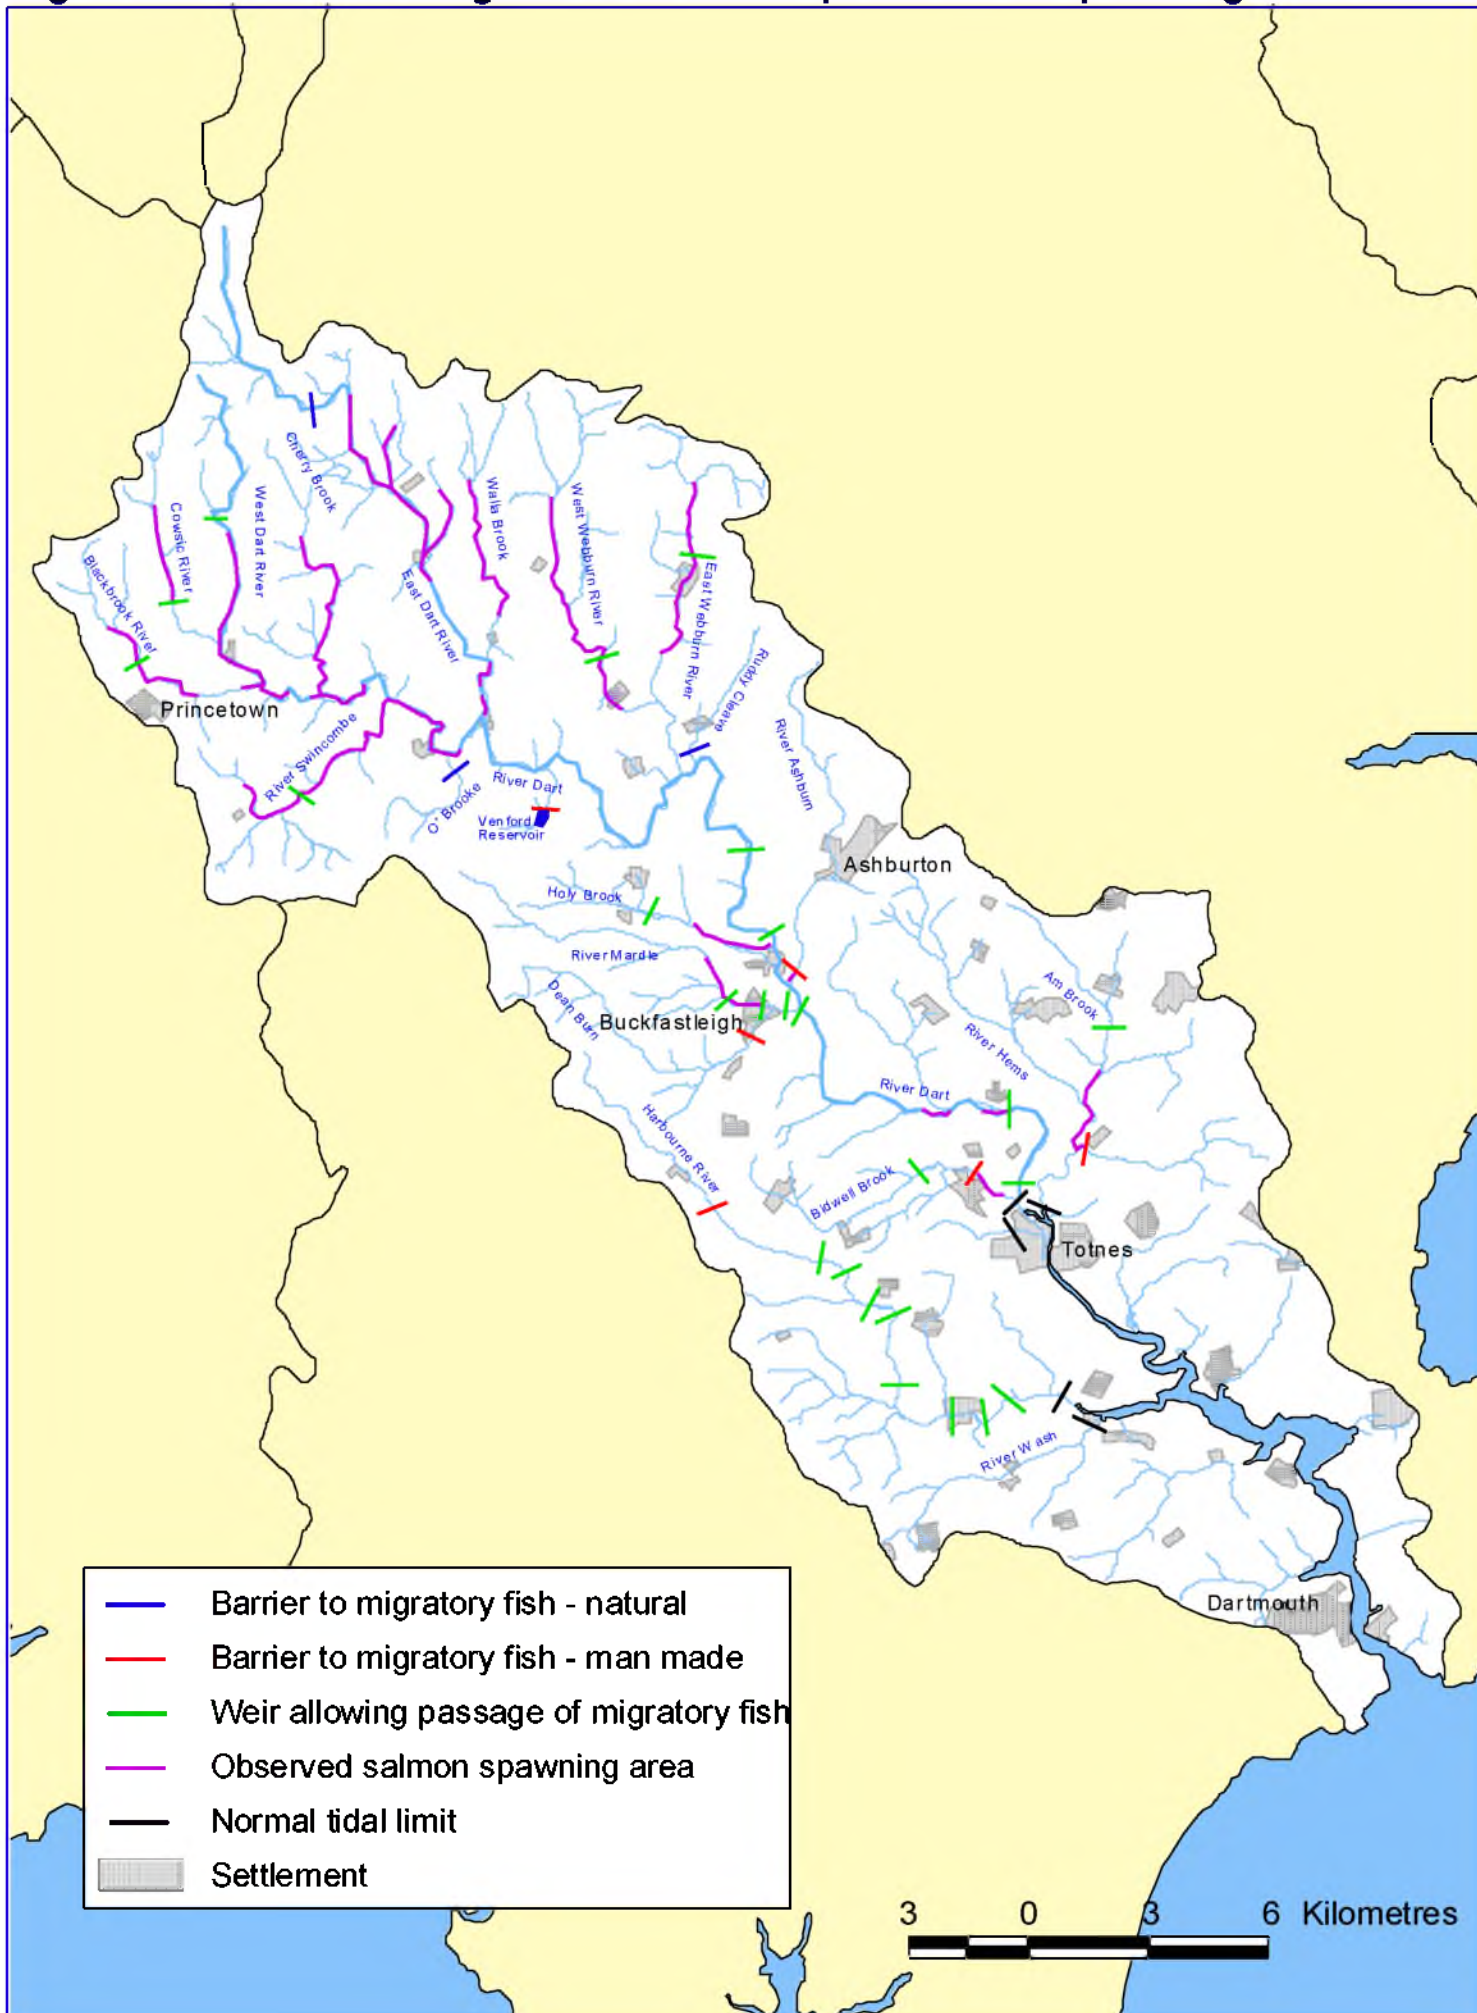 Cherry Brook
Walla Brook
West Webburn River
West Dart River
Cowsic River
Blackbrook River
East Dart River
East Webburn River
Ruddy Cleave
Princetown
River Swincombe
River Ashburn
River Dart
O' Brooke
Venford
Reservoir
Ashburton
Holy Brook
River Mardle
Am Brook
Dean Burn
Buckfastleigh
River Hems
River Dart
Harbourne River
Bidwell Brook
Totnes
River Wash
Dartmouth
Barrier to migratory fish - natural
Barrier to migratory fish - man made
Weir allowing passage of migratory fish
Observed salmon spawning area
Normal tidal limit
Settlement
3 0 3 6 Kilometres